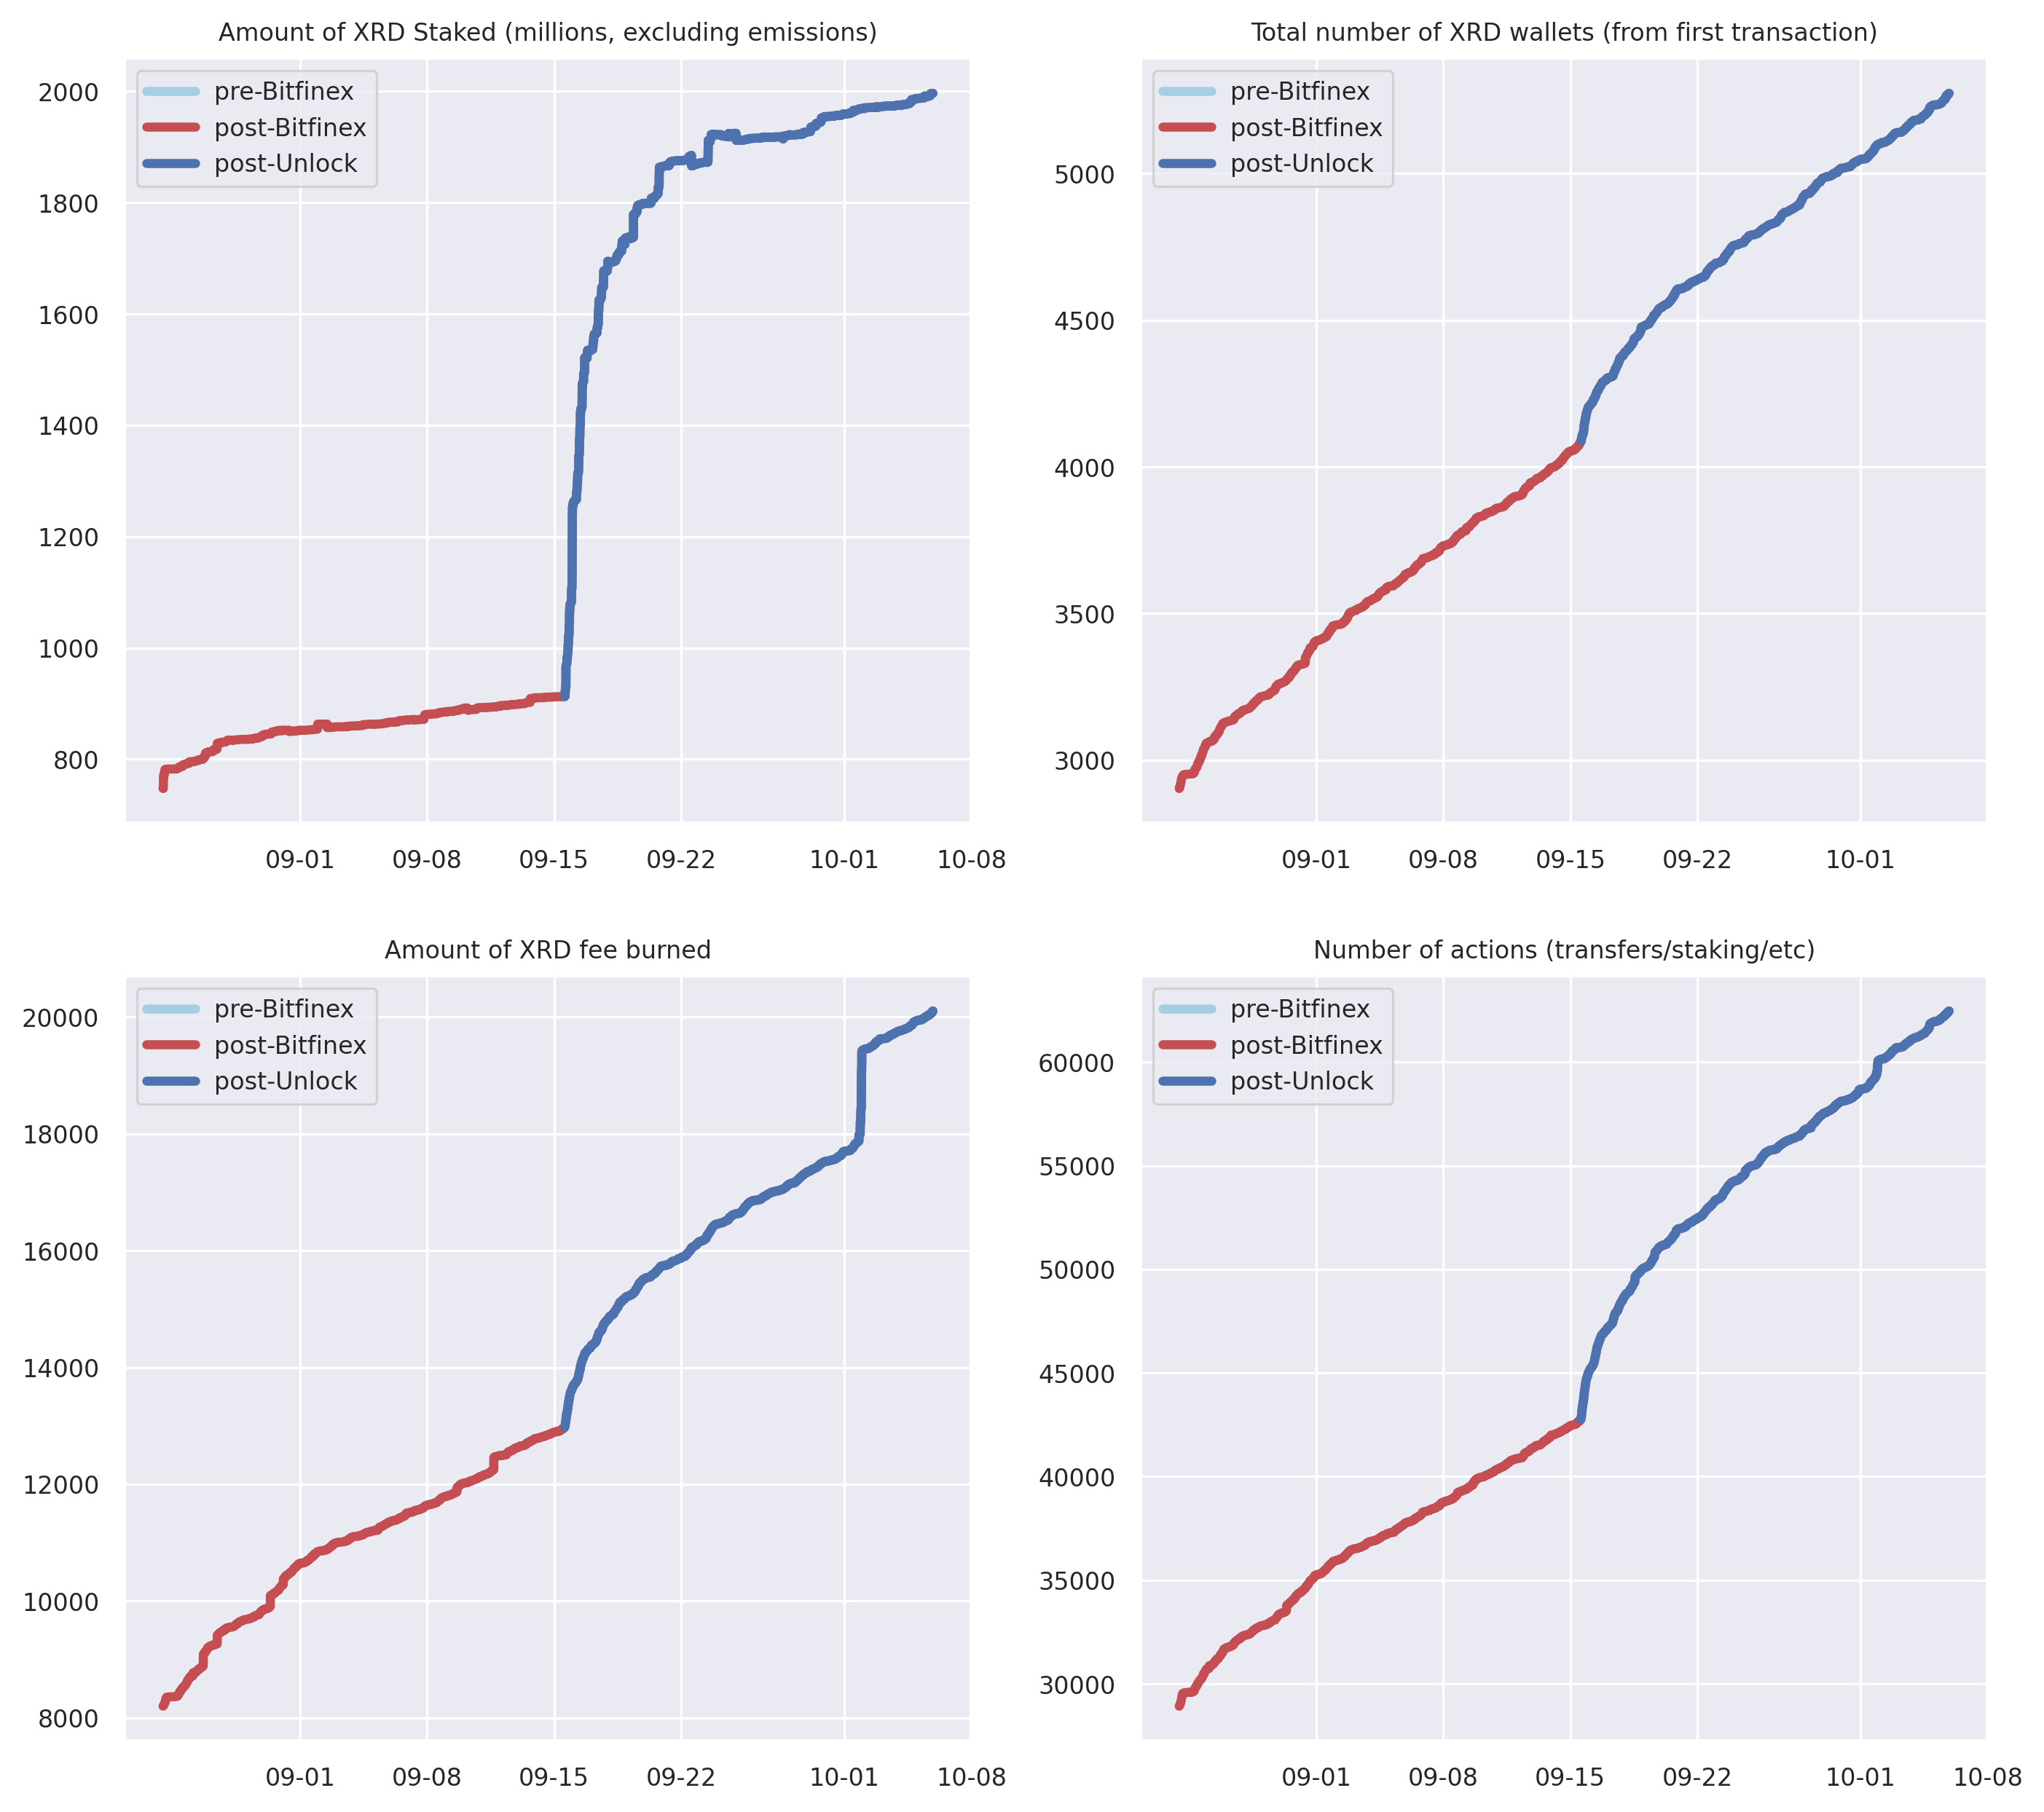 Amount of XRD Staked (millions, excluding emissions)
pre-Bitfinex
post-Bitfinex
post-Unlock
2000
1800
1600
1400
1200
1000
800
09-01 09-08 09-15 09-22 10-01 10-08
Total number of XRD wallets (from first transaction)
pre-Bitfinex
post-Bitfinex
post-Unlock
5000
4500
4000
3500
3000
09-01 09-08 09-15 09-22 10-01
Amount of XRD fee burned
pre-Bitfinex
post-Bitfinex
post-Unlock
20000
18000
16000
14000
12000
10000
8000
09-01 09-08 09-15 09-22 10-01 10-08
Number of actions (transfers/staking/etc)
pre-Bitfinex
post-Bitfinex
post-Unlock
60000
55000
50000
45000
40000
35000
30000
09-01 09-08 09-15 09-22 10-01 10-08